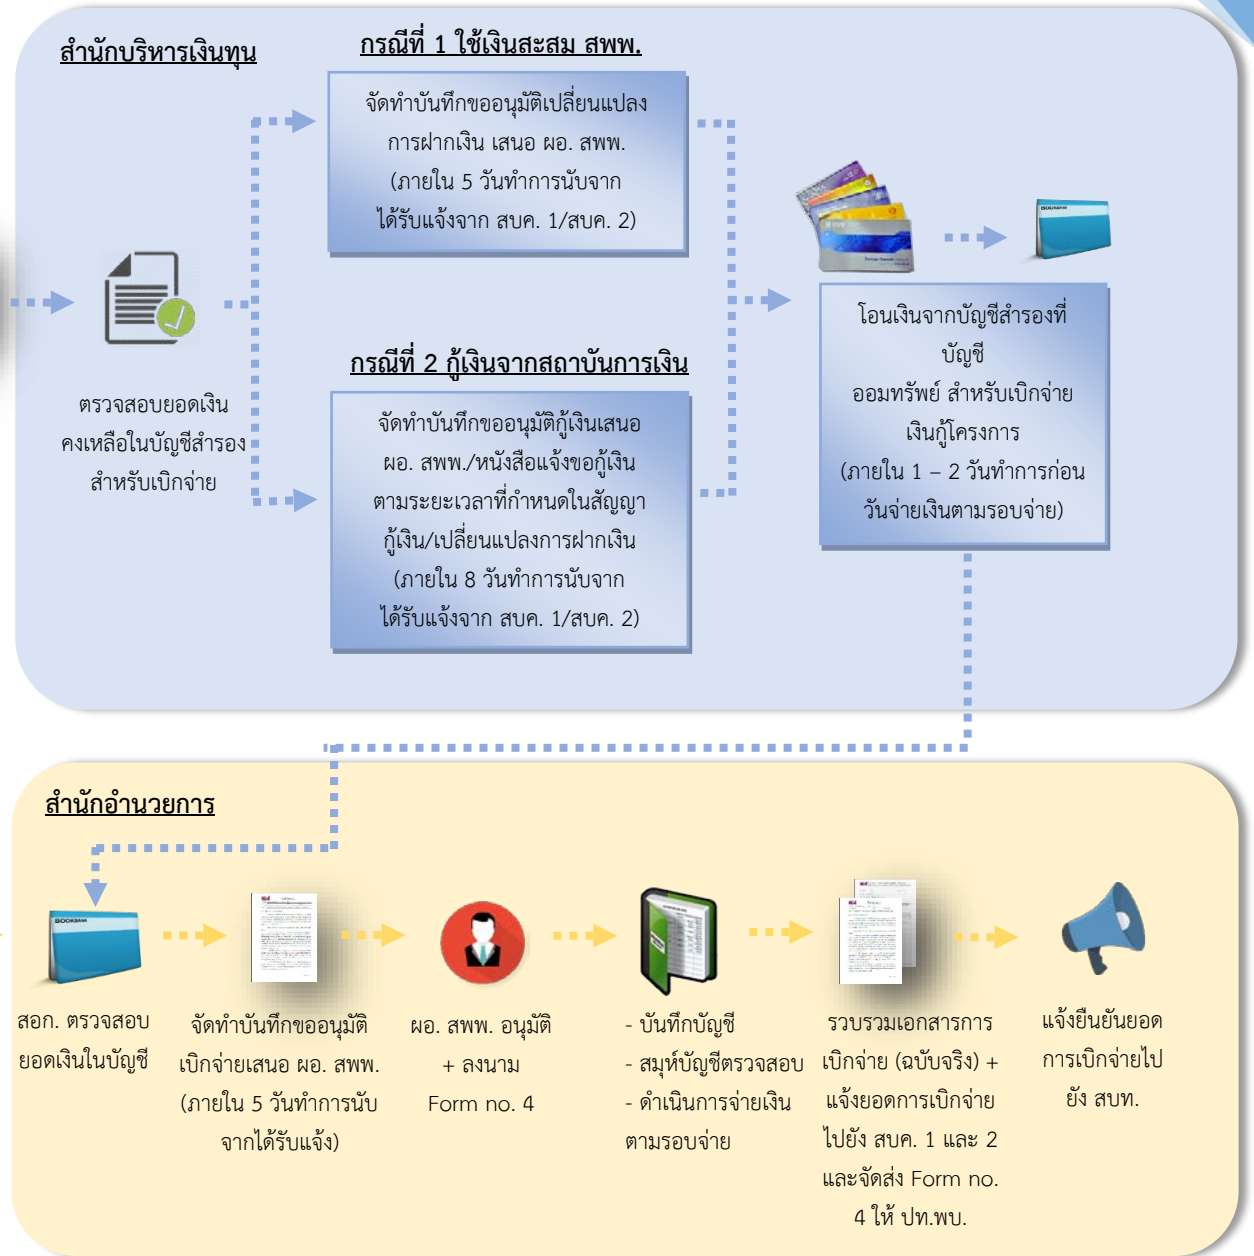 สำนักบริหารเงินทุน
กรณีที่ 1 ใช้เงินสะสม สพพ.
จัดทำบันทึกขออนุมัติเปลี่ยนแปลง
การฝากเงิน เสนอ ผอ. สพพ.
(ภายใน 5 วันทำการนับจาก
ได้รับแจ้งจาก สบค. 1/สบค. 2)
ตรวจสอบยอดเงิน
คงเหลือในบัญชีสำรอง
สำหรับเบิกจ่าย
กรณีที่ 2 กู้เงินจากสถาบันการเงิน
จัดทำบันทึกขออนุมัติกู้เงินเสนอ
ผอ. สพพ./หนังสือแจ้งขอกู้เงิน
ตามระยะเวลาที่กำหนดในสัญญา
กู้เงิน/เปลี่ยนแปลงการฝากเงิน
(ภายใน 8 วันทำการนับจาก
ได้รับแจ้งจาก สบค. 1/สบค. 2)
BOOKBANK
โอนเงินจากบัญชีสำรองที่
บัญชี
ออมทรัพย์ สำหรับเบิกจ่าย
เงินกู้โครงการ
(ภายใน 1 – 2 วันทำการก่อน
วันจ่ายเงินตามรอบจ่าย)
สำนักอำนวยการ
BOOKBANK
สอก. ตรวจสอบ
ยอดเงินในบัญชี
จัดทำบันทึกขออนุมัติ
เบิกจ่ายเสนอ ผอ. สพพ.
(ภายใน 5 วันทำการนับ
จากได้รับแจ้ง)
ผอ. สพพ. อนุมัติ
+ ลงนาม
Form no. 4
- บันทึกบัญชี
- สมุห์บัญชีตรวจสอบ
- ดำเนินการจ่ายเงิน
ตามรอบจ่าย
รวบรวมเอกสารการ
เบิกจ่าย (ฉบับจริง) +
แจ้งยอดการเบิกจ่าย
ไปยัง สบค. 1 และ 2
และจัดส่ง Form no.
4 ให้ ปท.พบ.
แจ้งยืนยันยอด
การเบิกจ่ายไป
ยัง สบท.